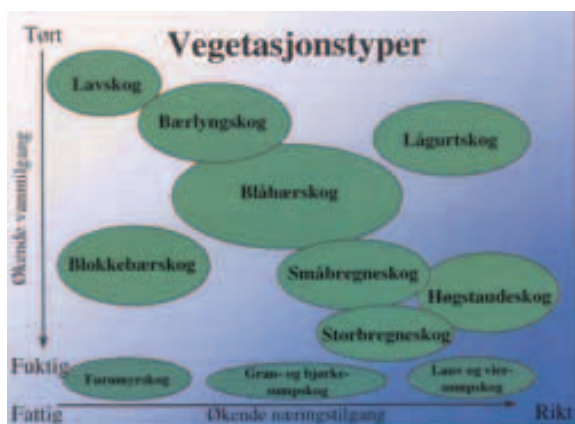 Tørt
Vegetasjonstyper
Lavskog
Bærlyngskog
Lågurtskog
Blåbærskog
Økende vanntilgang
Blokkebærskog
Småbregneskog
Høgstaudeskog
Storbregneskog
Fuktig
Furumyrskog
Gran- og bjørke-
sumpskog
Lauv og vier-
sumpskog
Fattig
Økende næringstilgang
Rikt